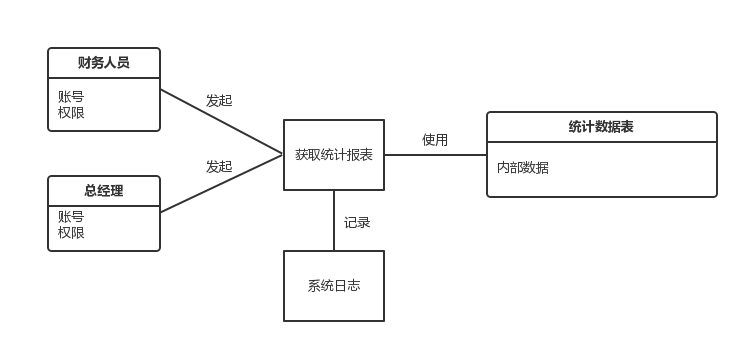 财务人员
账号
权限
发起
总经理
账号
权限
发起
获取统计报表
使用
统计数据表
内部数据
记录
系统日志